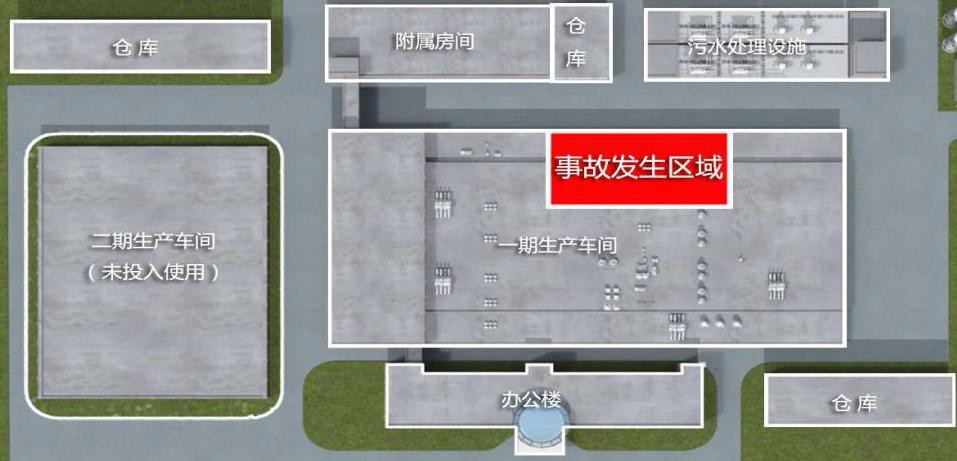 仓 库
附属房间
仓
库
污水处理设施
事故发生区域
二期生产车间
（未投入使用）
一期生产车间
办公楼
仓 库